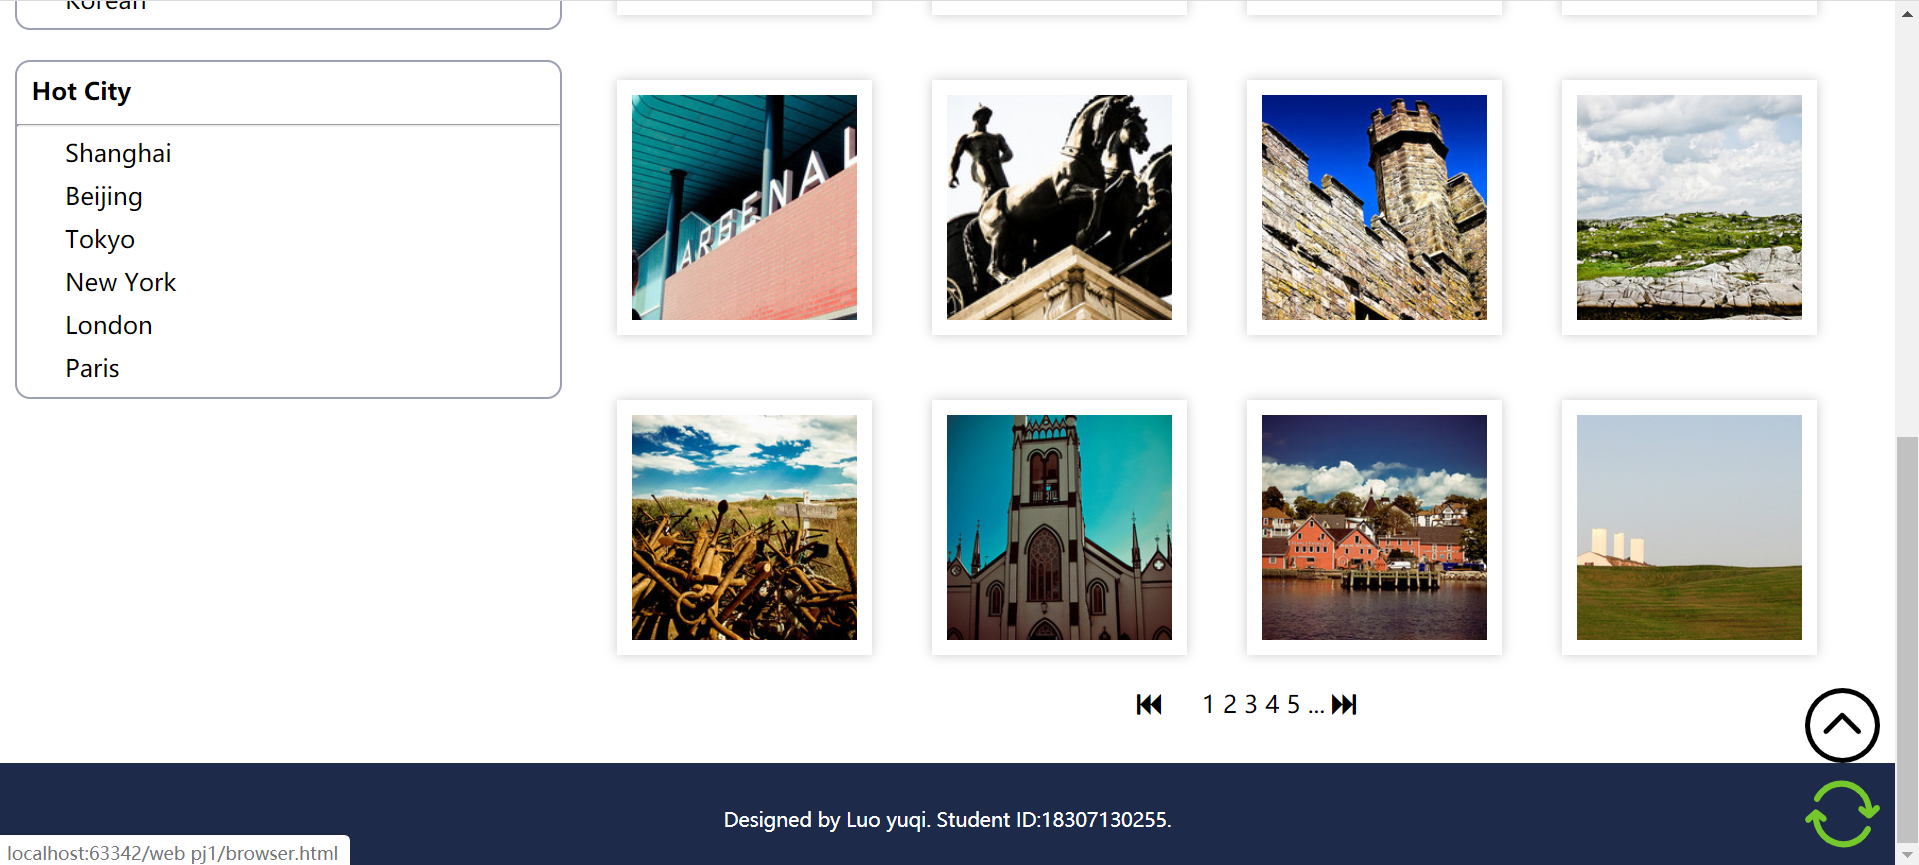 Korean
Hot City
Shanghai
Beijing
Tokyo
New York
London
Paris
ARSENAL
1 2 3 4 5 ...
Designed by Luo yuqi. Student ID:18307130255.
localhost:63342/web pj1/browser.html